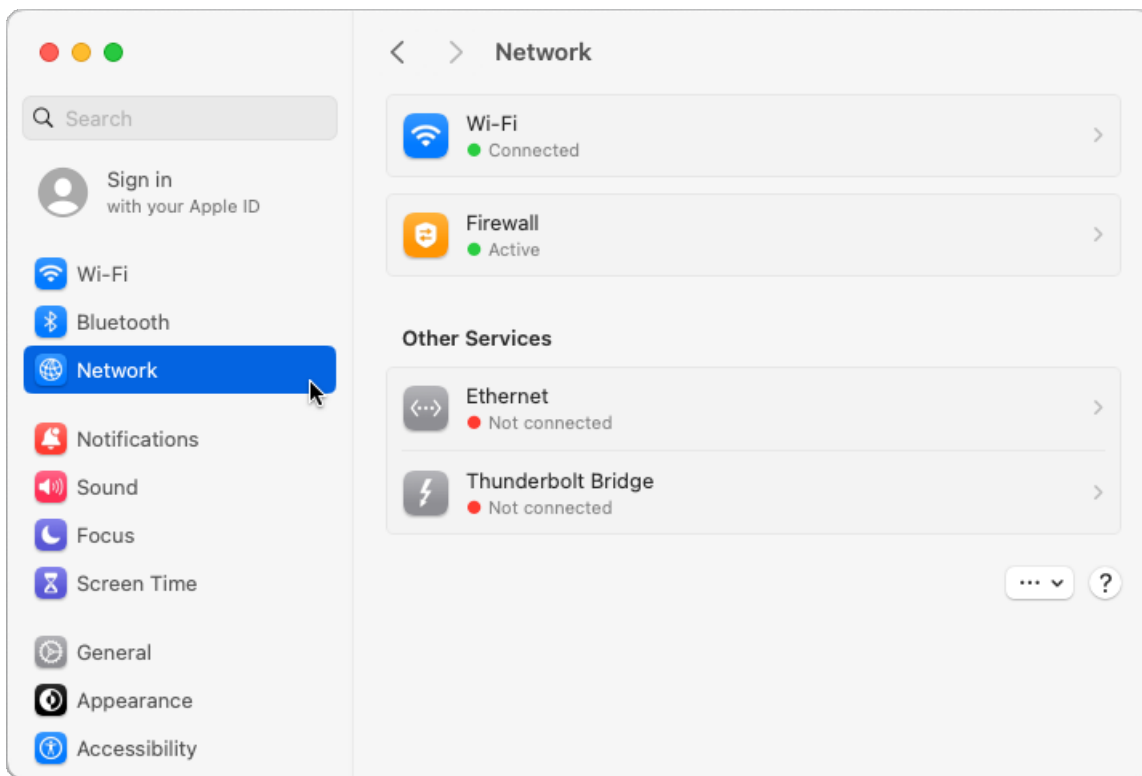 Network
Search
Sign in
with your Apple ID
Wi-Fi
Bluetooth
Network
Notifications
Sound
Focus
Screen Time
General
Appearance
Accessibility
Wi-Fi
Connected
Firewall
Active
Other Services
Ethernet
Not connected
Thunderbolt Bridge
Not connected
... 
?